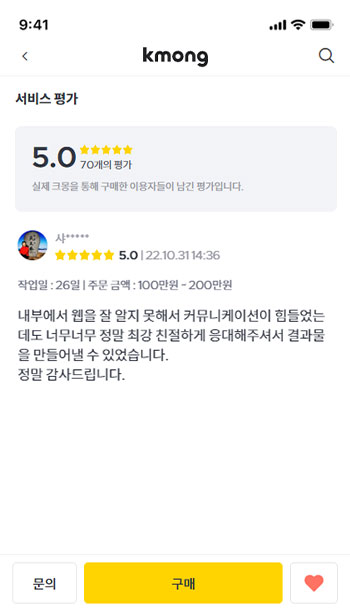 9:41
kmong
서비스 평가
5.0
70개의 평가
실제 크몽을 통해 구매한 이용자들이 남긴 평가입니다.
샤*****
5.0 | 22.10.31 14:36
작업일 : 26일 | 주문 금액 : 100만원 ~ 200만원
내부에서 웹을 잘 알지 못해서 커뮤니케이션이 힘들었는
데도 너무너무 정말 최강 친절하게 응대해주셔서 결과물
을 만들어낼 수 있었습니다.
정말 감사드립니다.
문의
구매